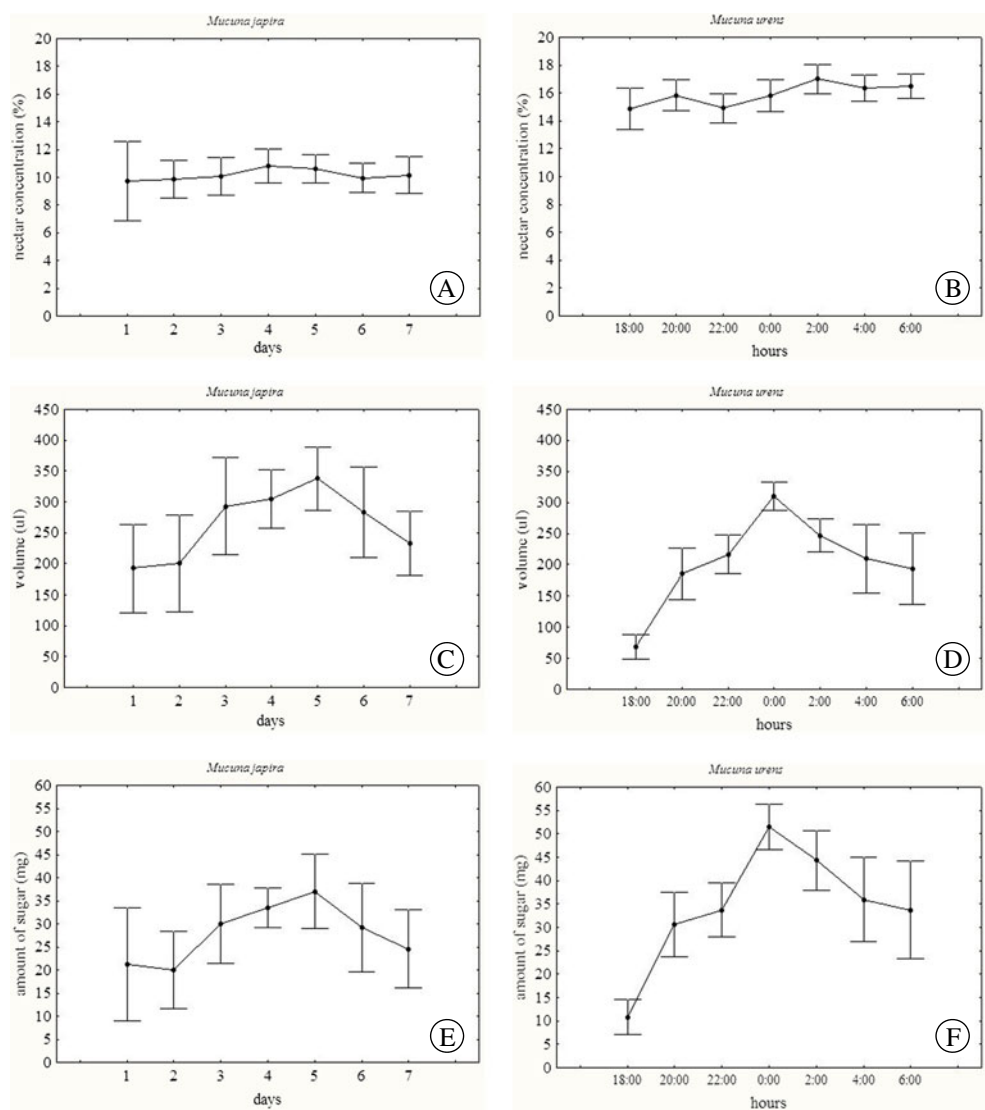 Mucuna japira
nectar concentration (%)
20
18
16
14
12
10
8
6
4
2
0
1 2 3 4 5 6 7
days
A
Mucuna urens
nectar concentration (%)
20
18
16
14
12
10
8
6
4
2
0
18:00 20:00 22:00 0:00 2:00 4:00 6:00
hours
B
Mucuna japira
volume (ul)
450
400
350
300
250
200
150
100
50
0
1 2 3 4 5 6 7
days
C
Mucuna urens
volume (ul)
450
400
350
300
250
200
150
100
50
0
18:00 20:00 22:00 0:00 2:00 4:00 6:00
hours
D
Mucuna japira
amount of sugar (mg)
60
55
50
45
40
35
30
25
20
15
10
5
0
1 2 3 4 5 6 7
days
E
Mucuna urens
amount of sugar (mg)
60
55
50
45
40
35
30
25
20
15
10
5
0
18:00 20:00 22:00 0:00 2:00 4:00 6:00
hours
F